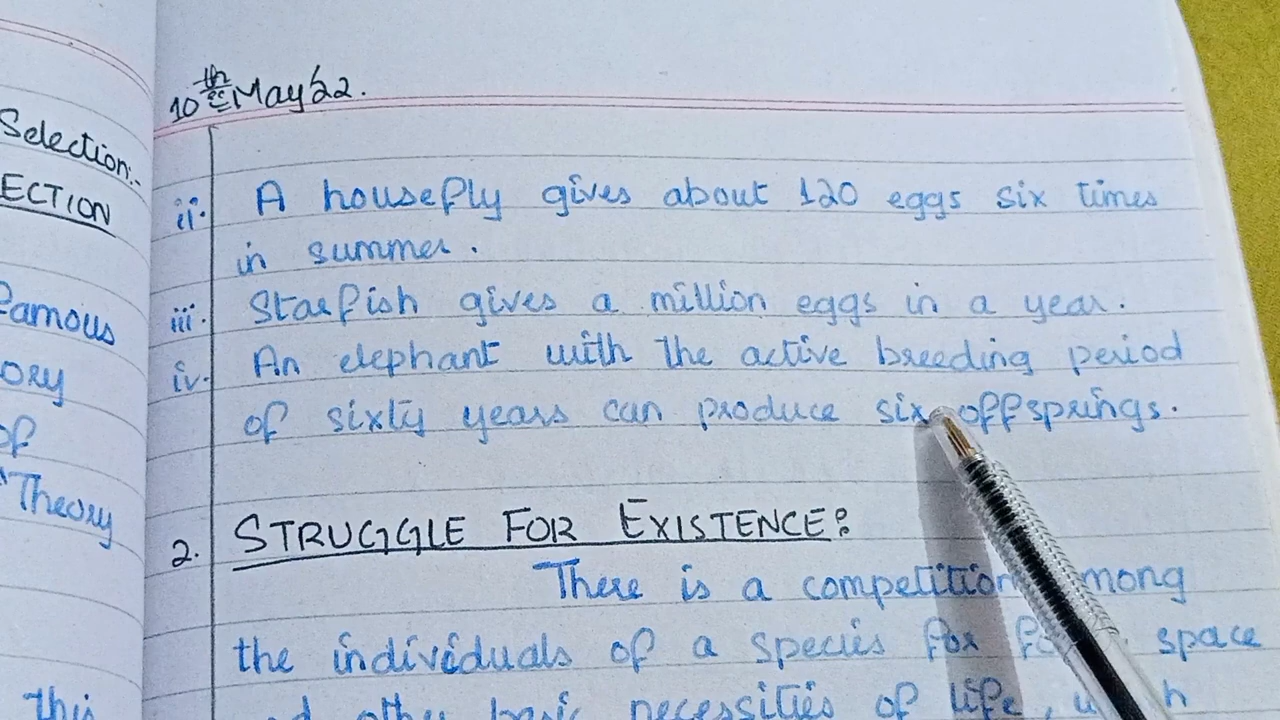 Selection:-
ECTION
famous
ORY
of
"Theory
this
10th May'22.
ii. A housefly gives about 120 eggs six times
in summer.
iii. Starfish gives a million eggs in a year.
iv. An elephant with the active breeding period
of sixty years can produce six offsprings.
2. STRUGGLE FOR EXISTENCE:
There is a competition among
the individuals of a species for space
other basic necessities of life,